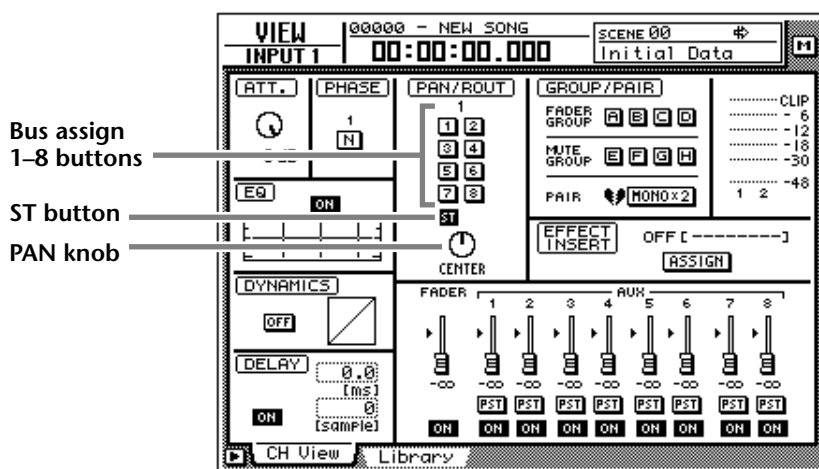 VIEW
INPUT 1
00000 - NEW SONG
00:00:00.000
SCENE 00
Initial Data
M
ATT.
PHASE
1
N
PAN/ROUT
1
1 2
3 4
5 6
7 8
ST
CENTER
GROUP/PAIR
FADER GROUP A B C D
MUTE GROUP E F G H
PAIR MONO×2
CLIP
- 6
-12
-18
-30
-48
1 2
Bus assign
1–8 buttons
ST button
PAN knob
EQ
ON
EFFECT INSERT
OFF [---------]
ASSIGN
DYNAMICS
OFF
DELAY
0.0
[ms]
0
[sample]
ON
FADER
AUX
1 2 3 4 5 6 7 8
-∞ -∞ -∞ -∞ -∞ -∞ -∞ -∞ -∞
PST PST PST PST PST PST PST PST
ON ON ON ON ON ON ON ON ON
CH View
Library